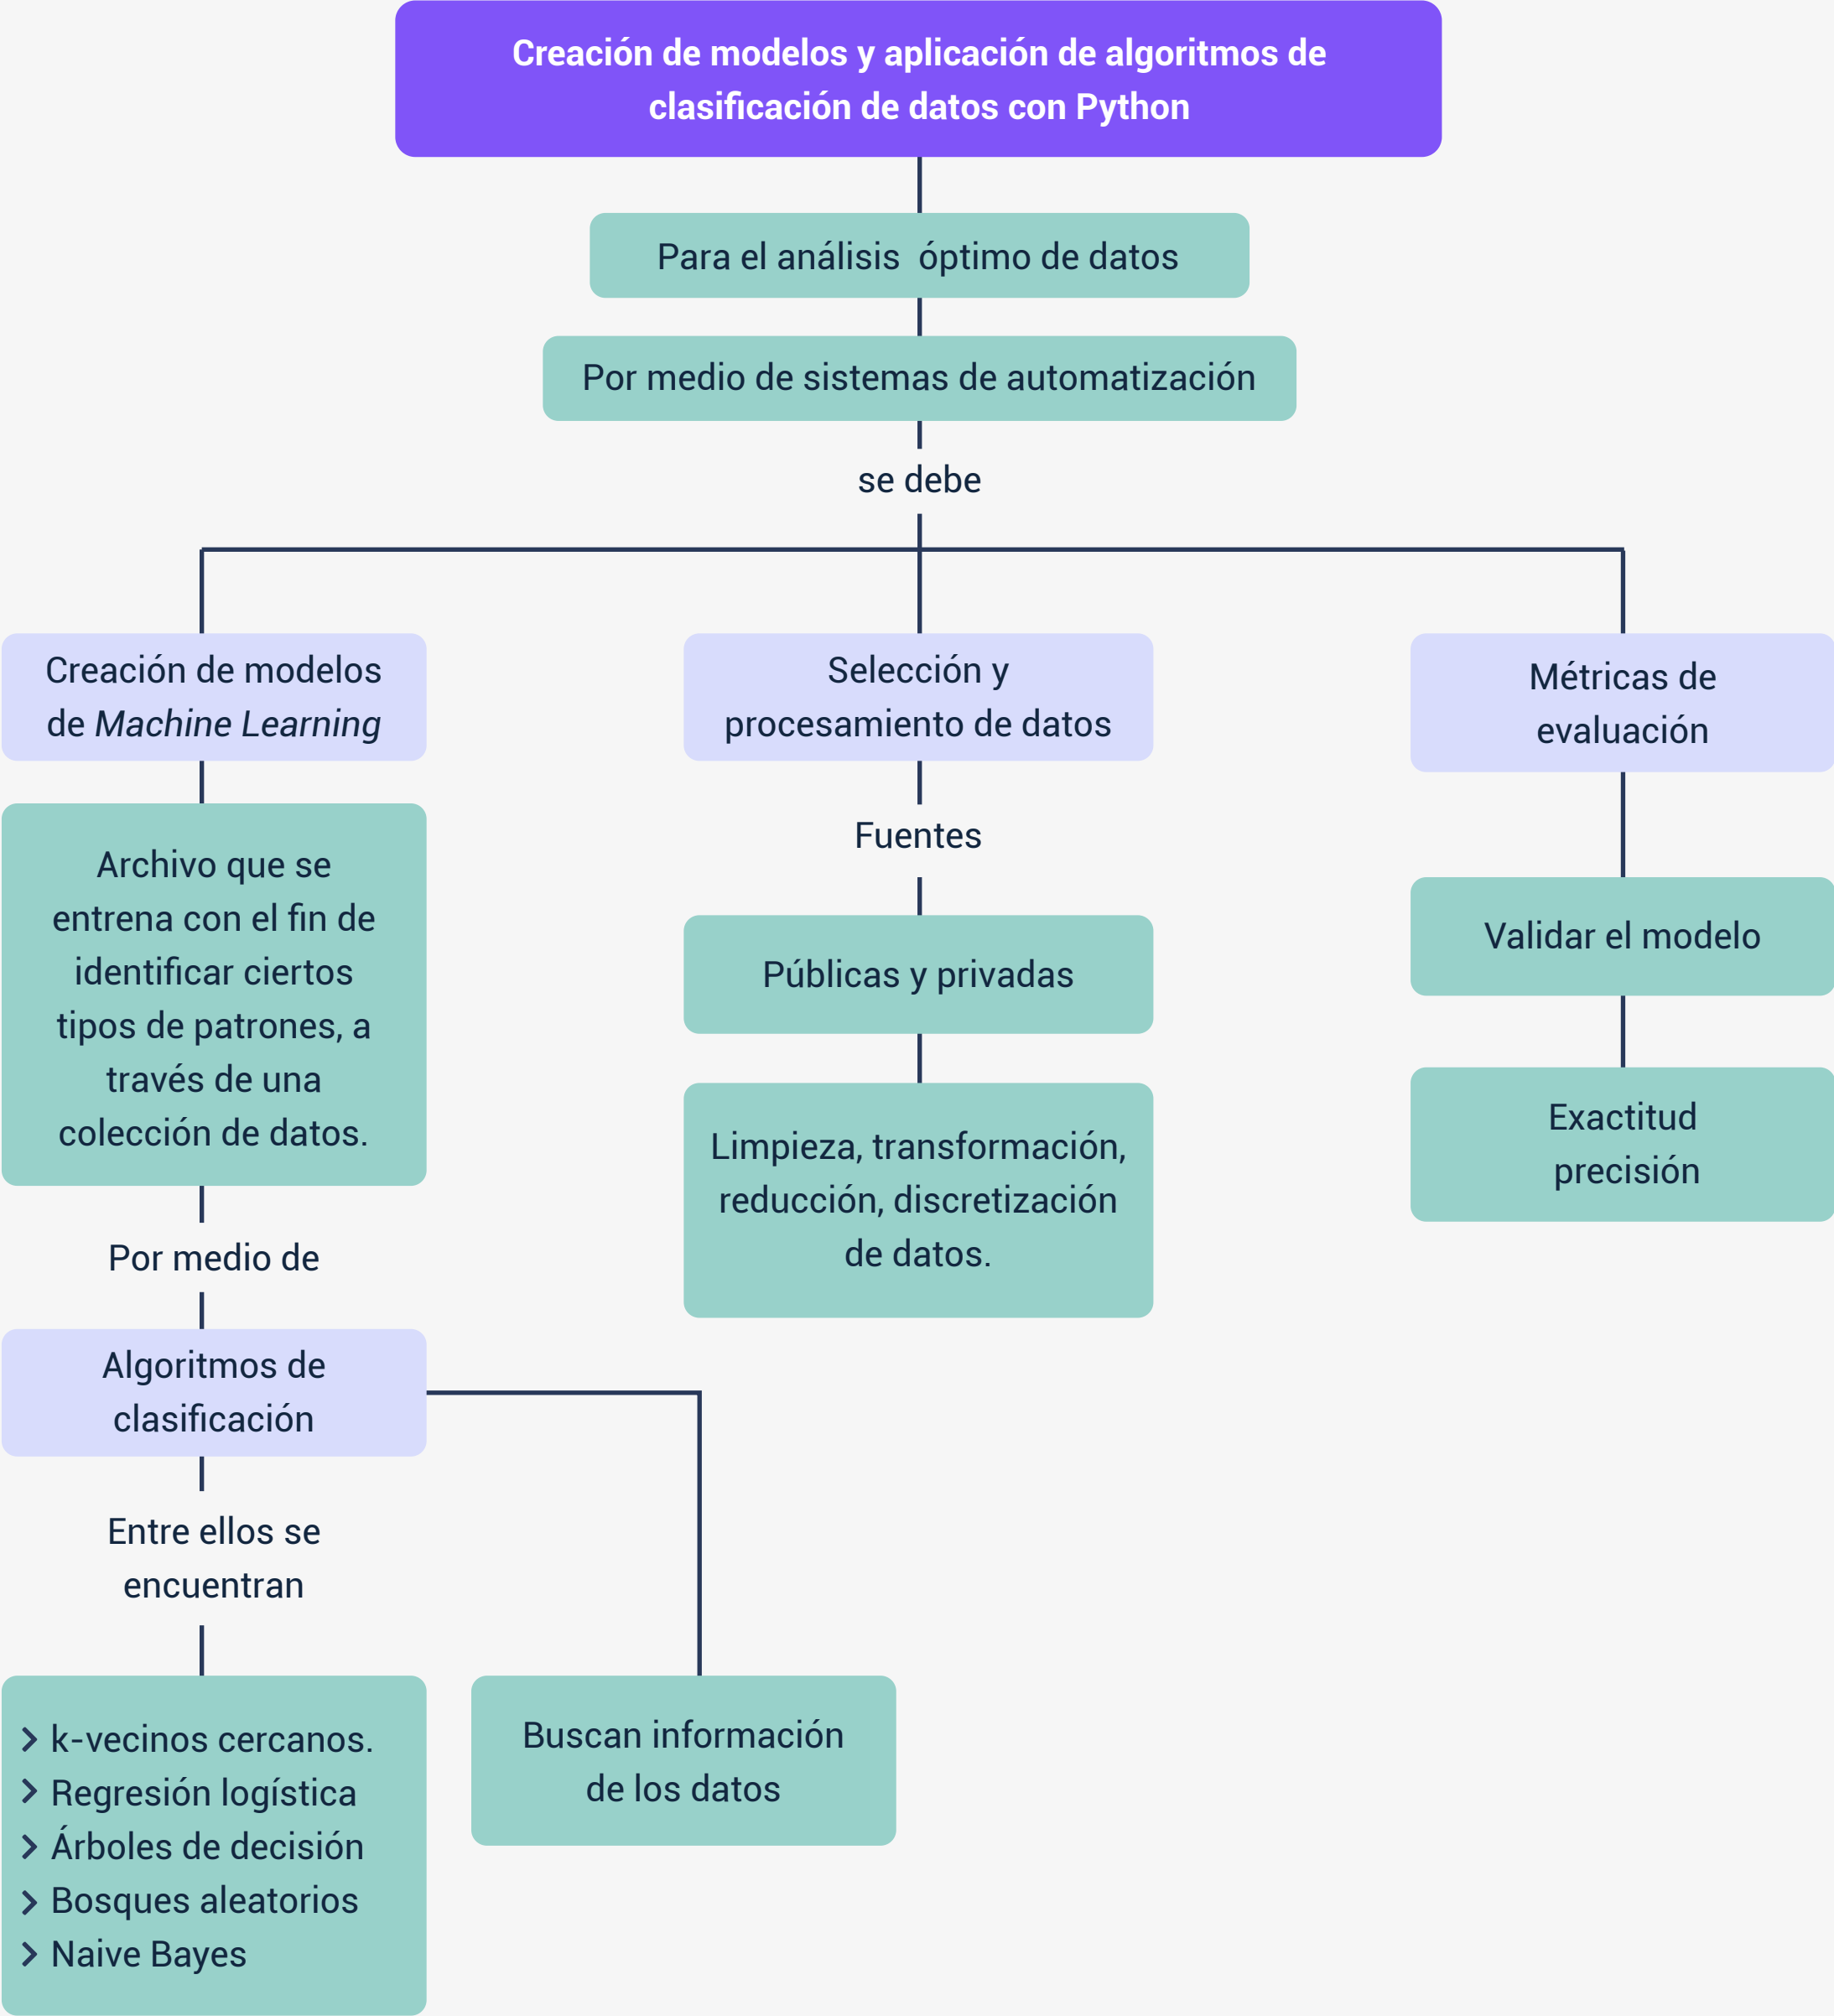 Creación de modelos y aplicación de algoritmos de
clasificación de datos con Python
Para el análisis  óptimo de datos
Por medio de sistemas de automatización
se debe
Creación de modelos
de Machine Learning
Archivo que se
entrena con el fin de
identificar ciertos
tipos de patrones, a
través de una
colección de datos.
Por medio de
Algoritmos de
clasificación
Entre ellos se
encuentran
k-vecinos cercanos.
Regresión logística
Árboles de decisión
Bosques aleatorios
Naive Bayes
Buscan información
de los datos
Selección y
procesamiento de datos
Fuentes
Públicas y privadas
Limpieza, transformación,
reducción, discretización
de datos.
Métricas de
evaluación
Validar el modelo
Exactitud
precisión